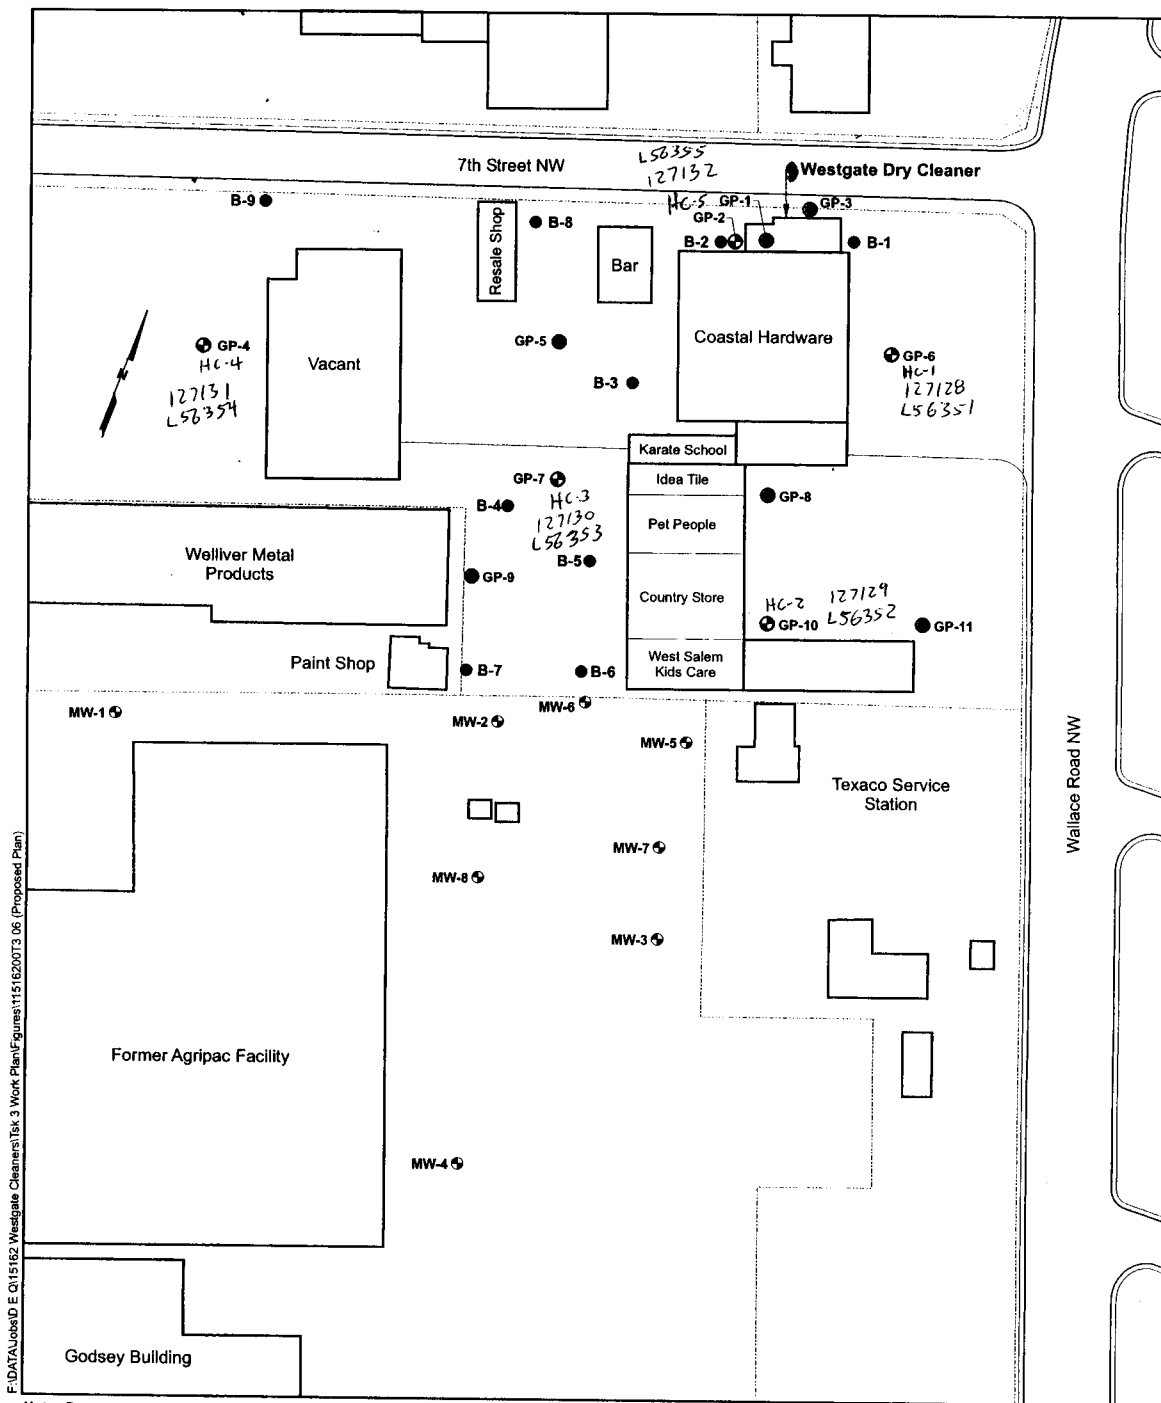 7th Street NW
L56355
127132
HC-5
Westgate Dry Cleaner
B-9
B-8
GP-1
GP-3
GP-2
B-2
B-1
Resale Shop
Bar
Coastal Hardware
GP-4
HC-4
127131
L56354
Vacant
GP-5
B-3
GP-6
HC-1
127128
L56351
N
Karate School
GP-7
HC-3
127130
L56353
Idea Tile
GP-8
B-4
Pet People
Welliver Metal
Products
B-5
GP-9
Country Store
HC-2
127129
L56352
GP-10
GP-11
Paint Shop
B-7
B-6
West Salem
Kids Care
MW-1
MW-2
MW-6
MW-5
Texaco Service
Station
Wallace Road NW
MW-7
MW-8
MW-3
Former Agripac Facility
MW-4
Godsey Building
F:\DATA\Jobs\D E Q\15162 Westgate Cleaners\Tsk 3 Work Plan\Figures\11516200T3 06 (Proposed Plan)